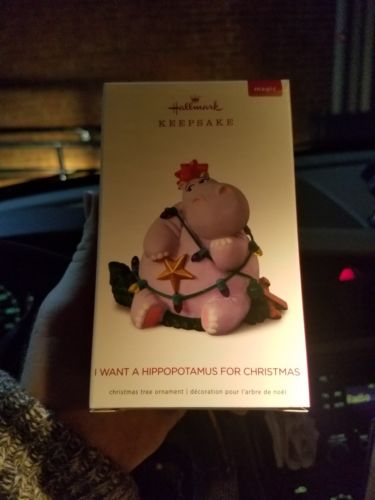 magic
Hallmark
KEEPSAKE
I WANT A HIPPOPOTAMUS FOR CHRISTMAS
christmas tree ornament | décoration pour l'arbre de noël